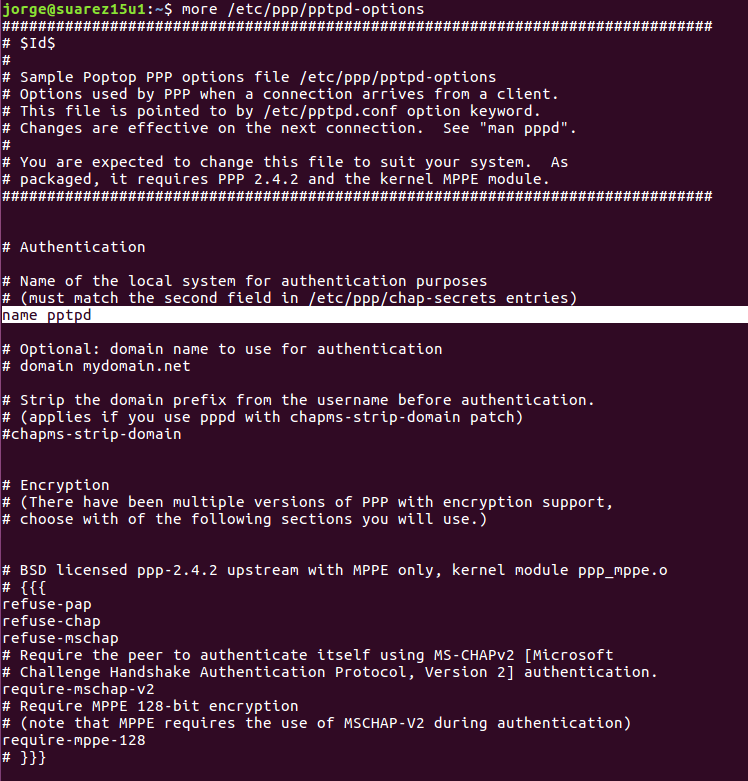 jorge@suarez15u1:~$ more /etc/ppp/pptpd-options
###############################################################################
# $Id$
#
# Sample Poptop PPP options file /etc/ppp/pptpd-options
# Options used by PPP when a connection arrives from a client.
# This file is pointed to by /etc/pptpd.conf option keyword.
# Changes are effective on the next connection.  See "man pppd".
#
# You are expected to change this file to suit your system.  As
# packaged, it requires PPP 2.4.2 and the kernel MPPE module.
###############################################################################
# Authentication
# Name of the local system for authentication purposes
# (must match the second field in /etc/ppp/chap-secrets entries)
name pptpd
# Optional: domain name to use for authentication
# domain mydomain.net
# Strip the domain prefix from the username before authentication.
# (applies if you use pppd with chapms-strip-domain patch)
#chapms-strip-domain
# Encryption
# (There have been multiple versions of PPP with encryption support,
# choose with of the following sections you will use.)
# BSD licensed ppp-2.4.2 upstream with MPPE only, kernel module ppp_mppe.o
# {{{
refuse-pap
refuse-chap
refuse-mschap
# Require the peer to authenticate itself using MS-CHAPv2 [Microsoft
# Challenge Handshake Authentication Protocol, Version 2] authentication.
require-mschap-v2
# Require MPPE 128-bit encryption
# (note that MPPE requires the use of MSCHAP-V2 during authentication)
require-mppe-128
# }}}